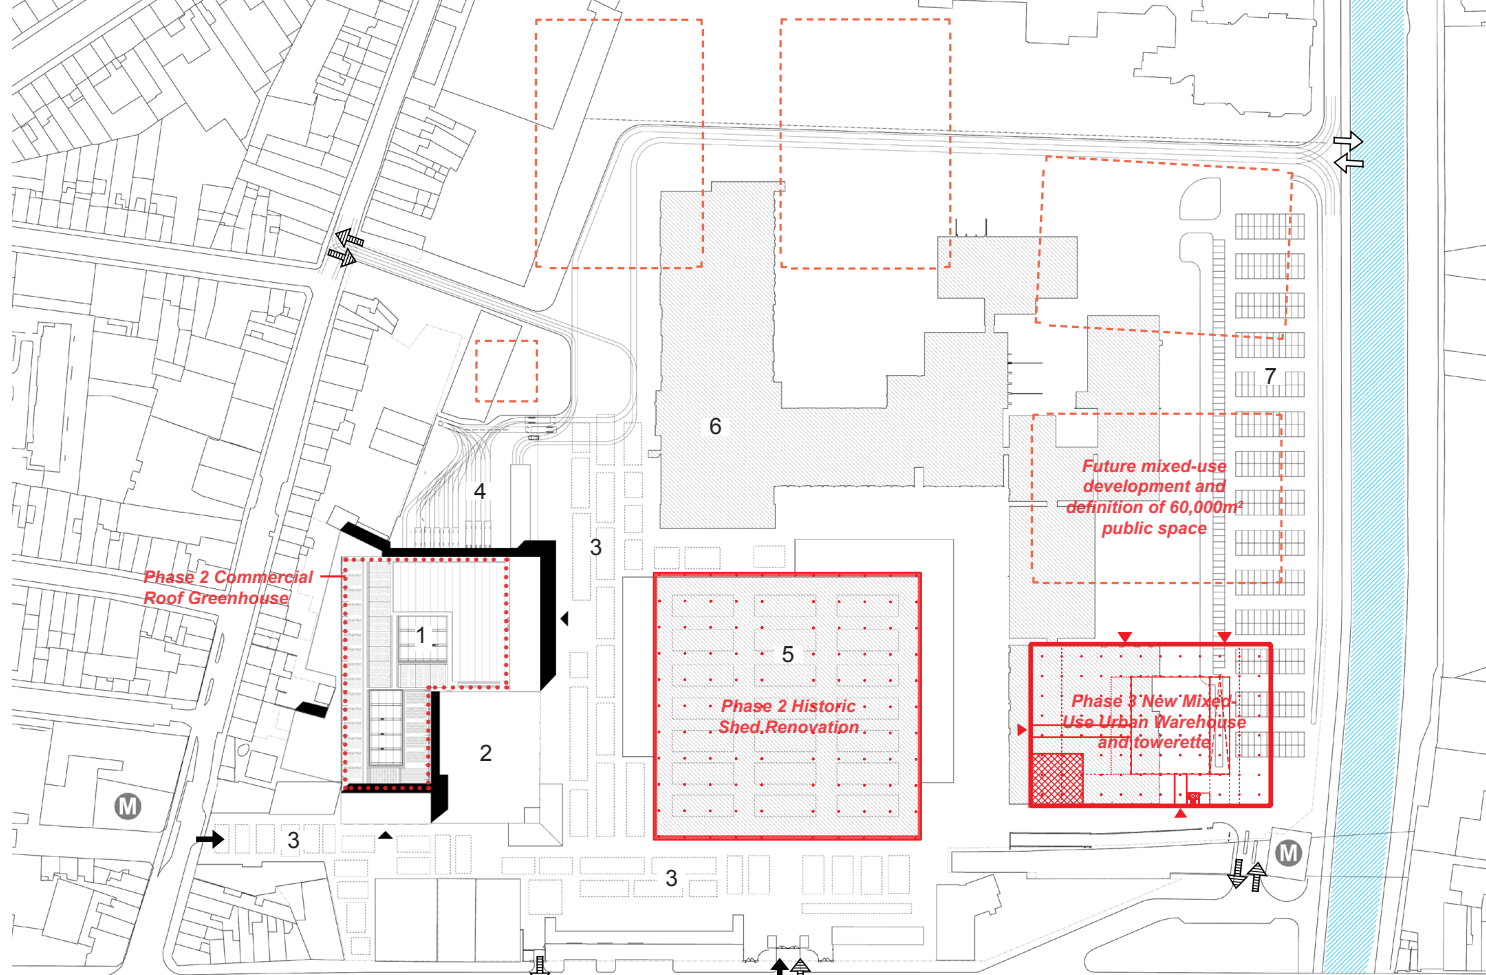 7
6
Future mixed-use
development and
definition of 60,000m²
public space
4
3
Phase 2 Commercial
Roof Greenhouse
1
5
Phase 2 Historic
Shed Renovation
Phase 3 New Mixed-
Use Urban Warehouse
and towerette
2
M
3
M
3